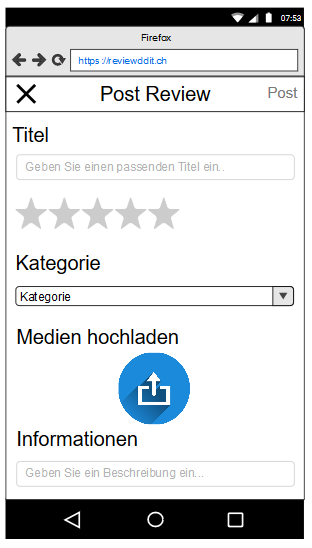 07:53
Firefox
https://reviewddit.ch
Post Review
Post
Titel
Geben Sie einen passenden Titel ein..
Kategorie
Kategorie
Medien hochladen
Informationen
Geben Sie ein Beschreibung ein...